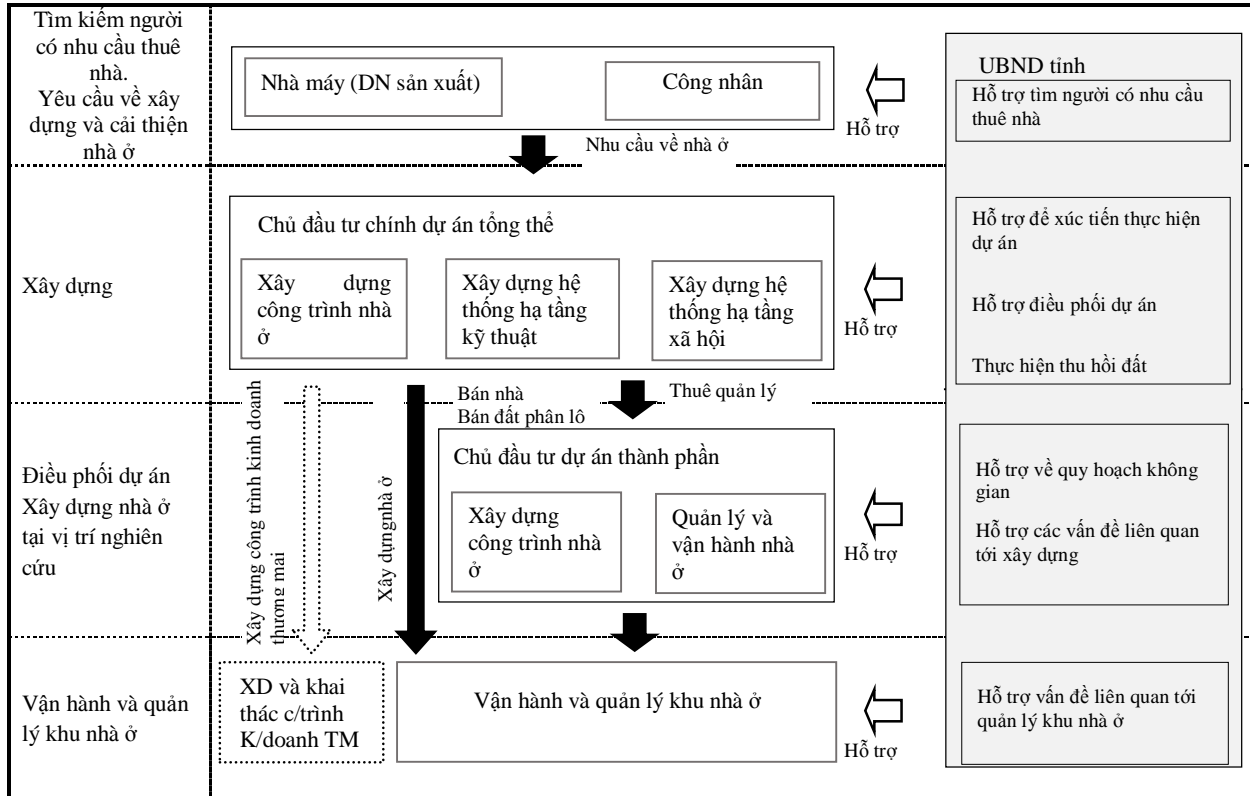 Tìm kiếm người
có nhu cầu thuê
nhà.
Yêu cầu về xây
dựng và cải thiện
nhà ở
Nhà máy (DN sản xuất)
Công nhân
Hỗ trợ
UBND tỉnh
Hỗ trợ tìm người có nhu cầu
thuê nhà
Nhu cầu về nhà ở
Xây dựng
Chủ đầu tư chính dự án tổng thể
Xây dựng
công trình nhà
ở
Xây dựng hệ
thống hạ tầng
kỹ thuật
Xây dựng hệ
thống hạ tầng
xã hội
Hỗ trợ
Hỗ trợ để xúc tiến thực hiện
dự án
Hỗ trợ điều phối dự án
Thực hiện thu hồi đất
Xây dựng công trình kinh doanh
thương mai
Xây dựngnhà ở
Bán nhà
Bán đất phân lô
Thuê quản lý
Điều phối dự án
Xây dựng nhà ở
tại vị trí nghiên
cứu
Chủ đầu tư dự án thành phần
Xây dựng
công trình nhà
ở
Quản lý và
vận hành nhà
ở
Hỗ trợ
Hỗ trợ về quy hoạch không
gian
Hỗ trợ các vấn đề liên quan
tới xây dựng
Vận hành và quản
lý khu nhà ở
XD và khai
thác c/trình
K/doanh TM
Vận hành và quản lý khu nhà ở
Hỗ trợ
Hỗ trợ vấn đề liên quan tới
quản lý khu nhà ở